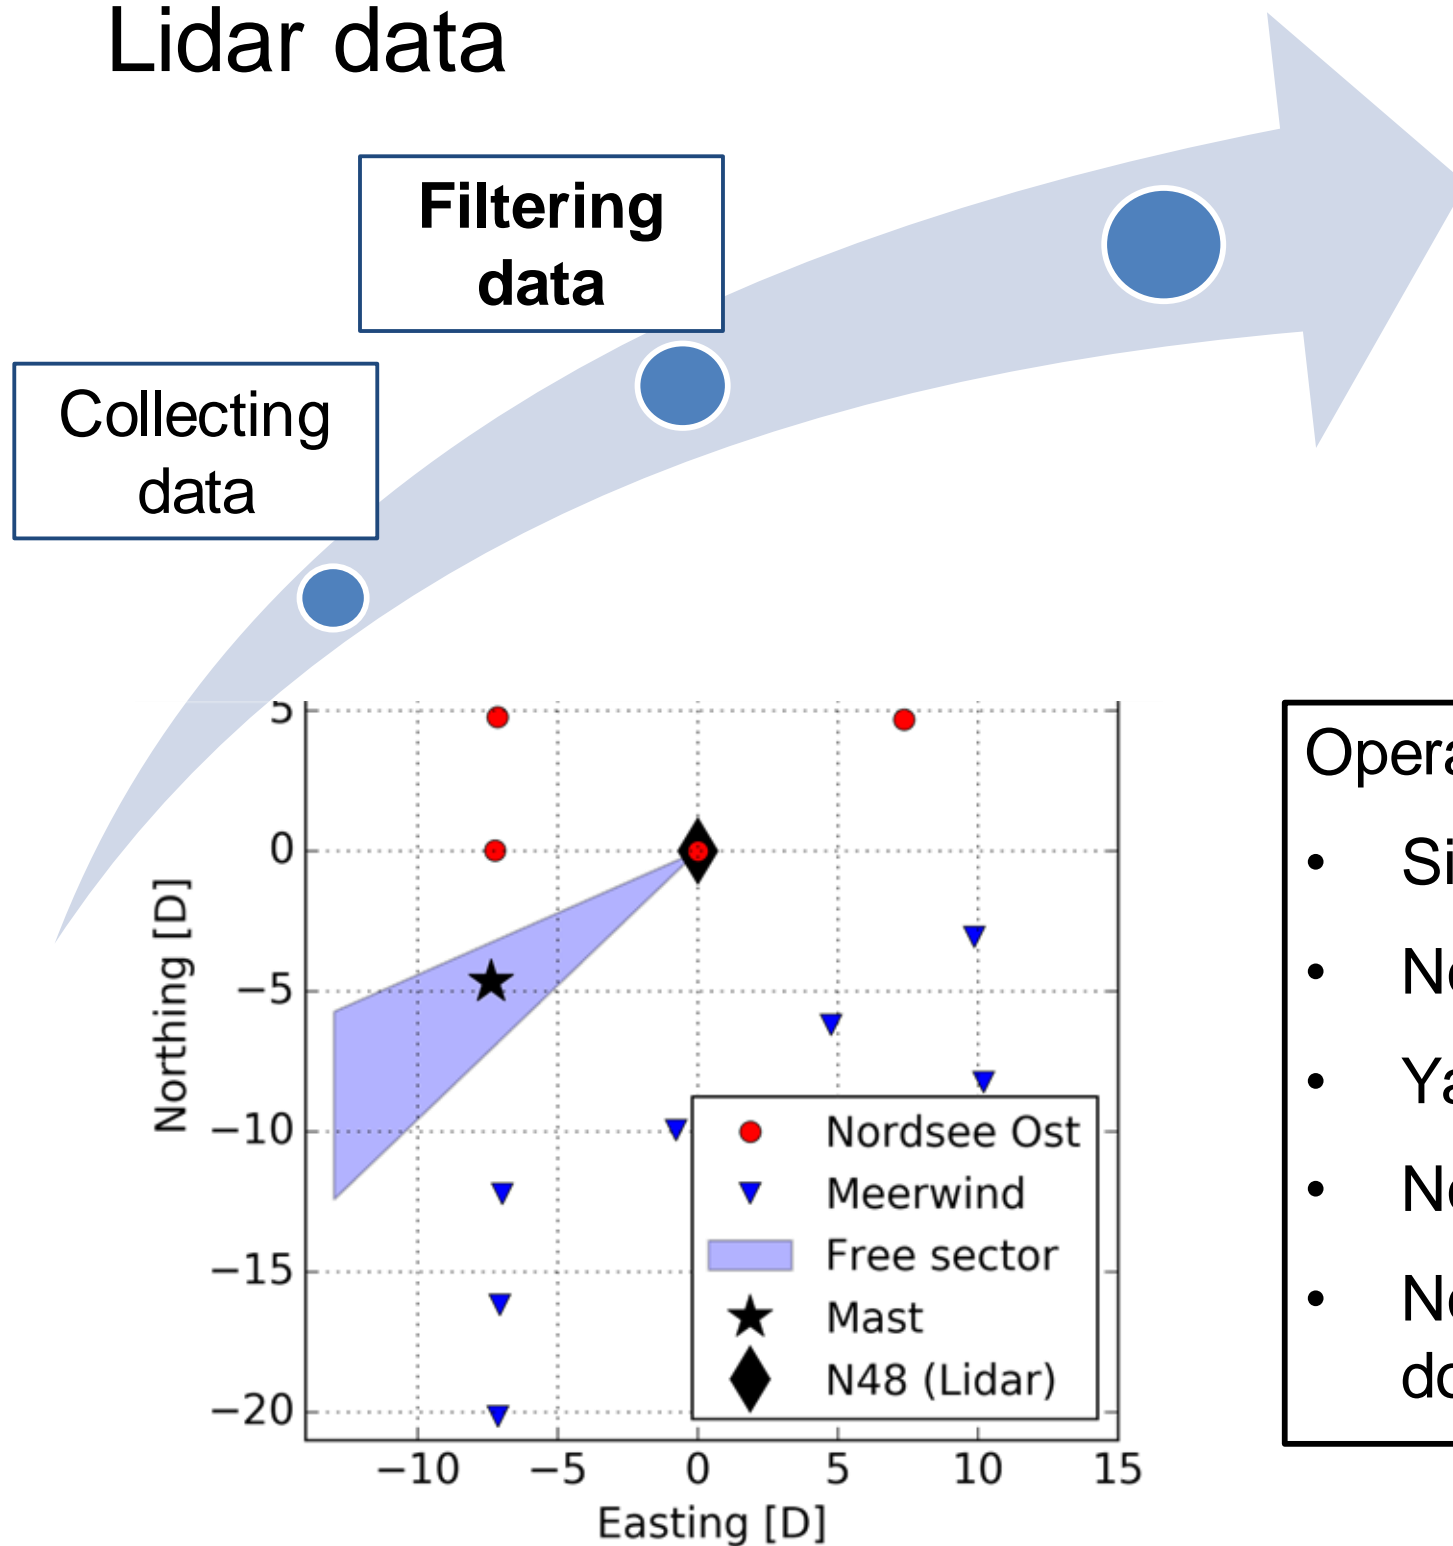 Lidar data
Filtering
data
Collecting
data
5
0
−5
−10
−15
−20
Northing [D]
−10 −5 0 5 10 15
Easting [D]
Nordsee Ost
Meerwind
Free sector
Mast
N48 (Lidar)
•
•
•
•
•